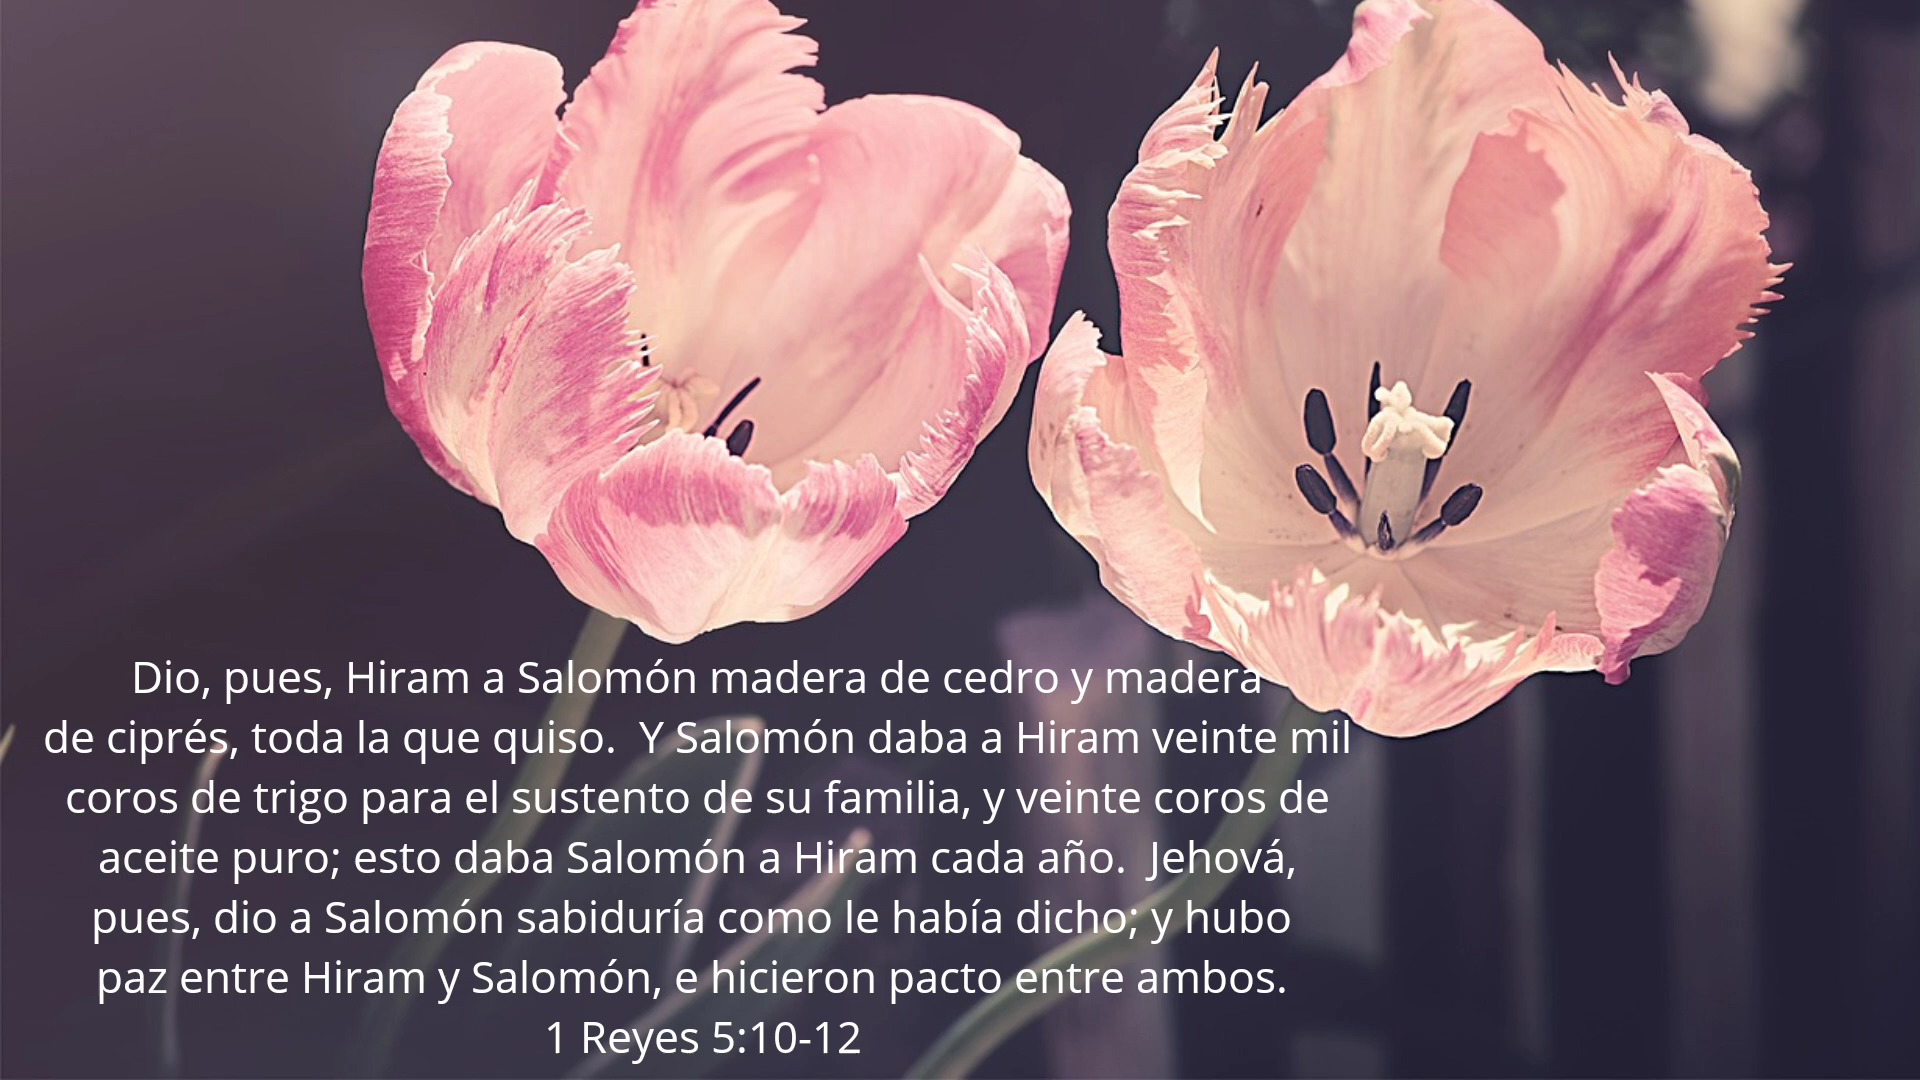 Dio, pues, Hiram a Salomón madera de cedro y madera
de ciprés, toda la que quiso.  Y Salomón daba a Hiram veinte mil
coros de trigo para el sustento de su familia, y veinte coros de
aceite puro; esto daba Salomón a Hiram cada año.  Jehová,
pues, dio a Salomón sabiduría como le había dicho; y hubo
paz entre Hiram y Salomón, e hicieron pacto entre ambos.
1 Reyes 5:10-12